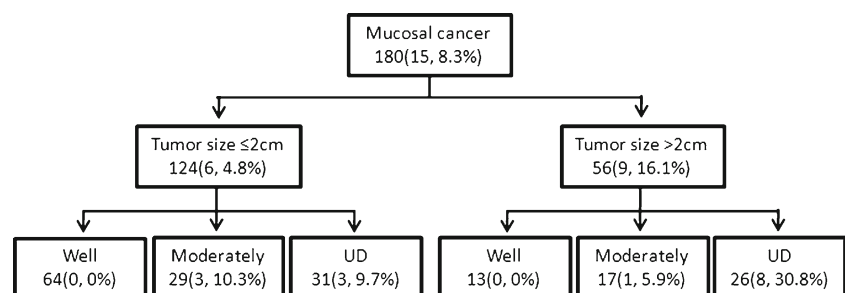 Mucosal cancer
180(15, 8.3%)
Tumor size ≤2cm
124(6, 4.8%)
Tumor size >2cm
56(9, 16.1%)
Well
64(0, 0%)
Moderately
29(3, 10.3%)
UD
31(3, 9.7%)
Well
13(0, 0%)
Moderately
17(1, 5.9%)
UD
26(8, 30.8%)